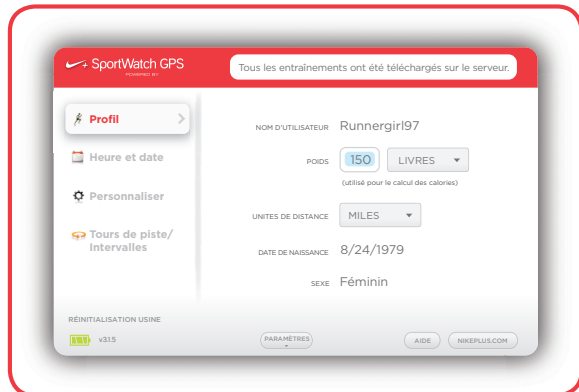 SportWatch GPS
POWERED BY
Tous les entraînements ont été téléchargés sur le serveur.
Profil
Heure et date
Personnaliser
Tours de piste/
Intervalles
NOM D'UTILISATEUR Runnergirl97
POIDS 150 LIVRES
(utilisé pour le calcul des calories)
UNITES DE DISTANCE MILES
DATE DE NAISSANCE 8/24/1979
SEXE Féminin
RÉINITIALISATION USINE
v31.5
PARAMÈTRES
AIDE
NIKEPLUS.COM